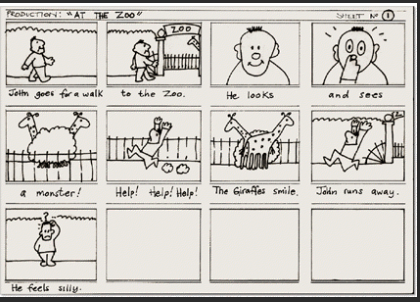 PRODUCTION: "AT THE ZOO"
SHEET Nº 1
ZOO
John goes for a walk
to the Zoo.
He looks
and sees
a monster!
Help! Help! Help!
The Giraffes smile.
John runs away.
?
He feels silly.